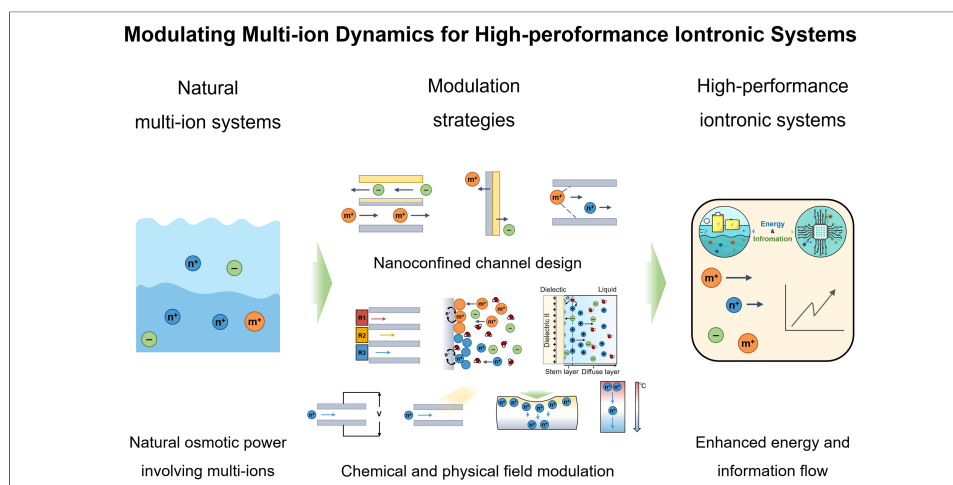 Modulating Multi-ion Dynamics for High-peroformance Iontronic Systems
Natural
multi-ion systems
Modulation
strategies
High-performance
iontronic systems
n⁺
−
n⁺
n⁺
m⁺
−
− −
m⁺ m⁺
m⁺
−
m⁺
n⁺
Nanoconfined channel design
R1
R2
R3
e⁻
m⁺
m⁺
m⁺
m⁺
−
−
−
n⁺
n⁺
e⁻
Dielectic
Liquid
Dielectric II
Stern layer
Diffuse layer
n⁺
V
n⁺
n⁺ n⁺ n⁺ n⁺ n⁺
n⁺ n⁺
n⁺ n⁺
n⁺
°C
Chemical and physical field modulation
Natural osmotic power
involving multi-ions
Energy
&
Infromation
m⁺
n⁺
−
m⁺
Enhanced energy and
information flow